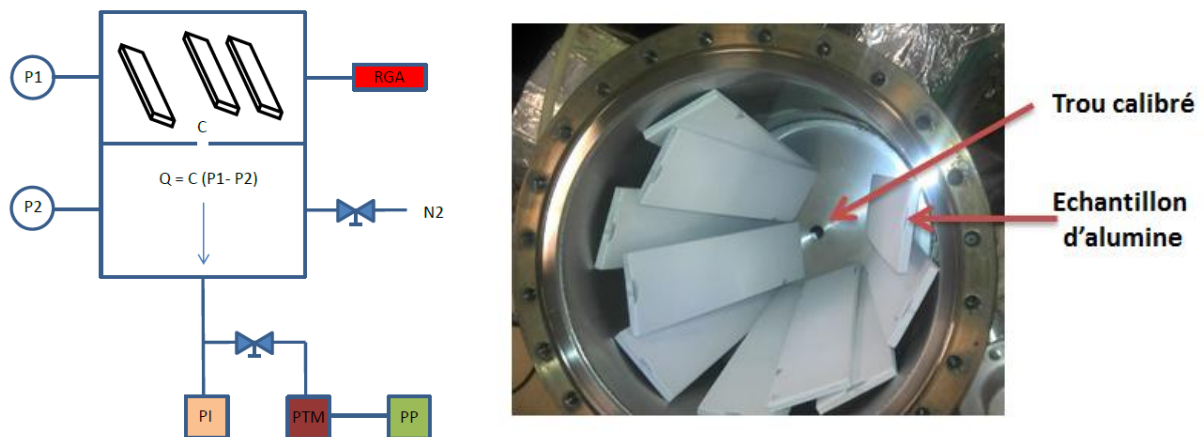 P1
RGA
C
Q = C (P1- P2)
P2
N2
PI
PTM
PP
Trou calibré
Echantillon
d'alumine